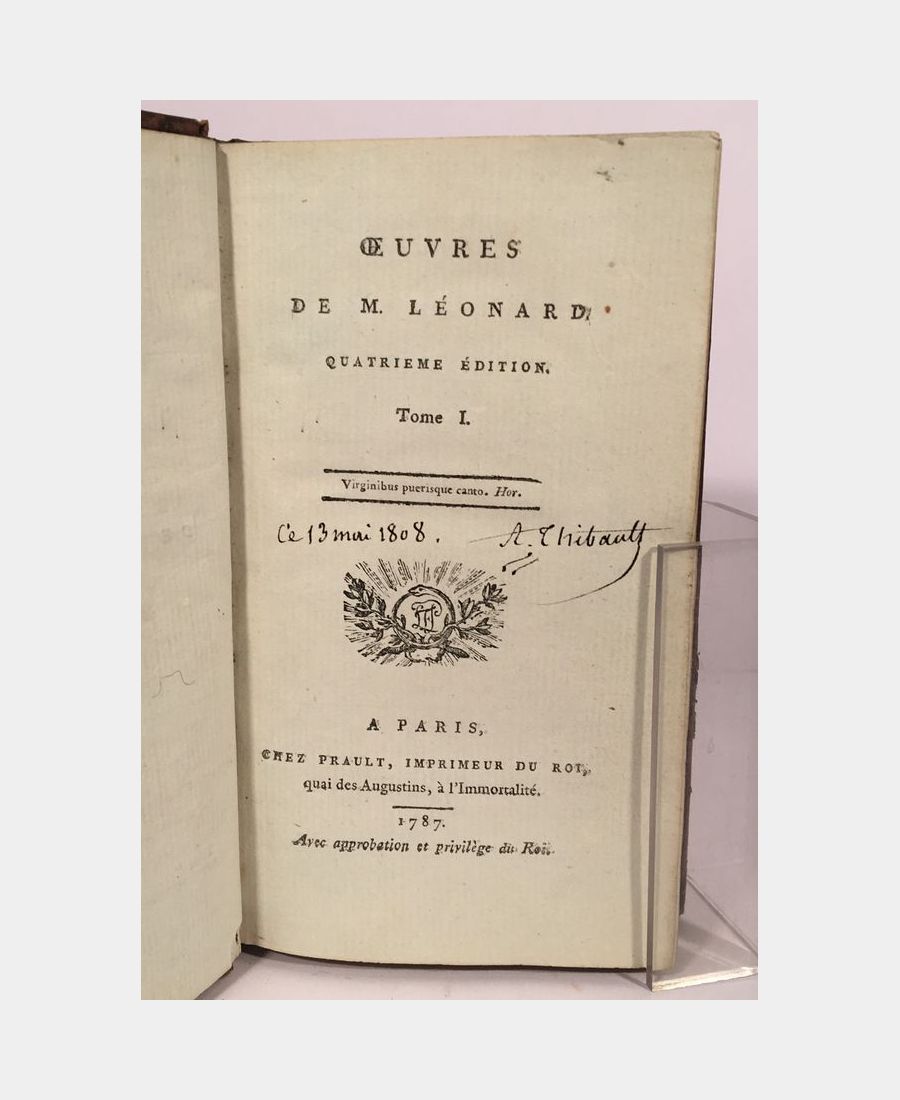 ŒUVRES
DE M. LÉONARD,
QUATRIEME ÉDITION.
Tome I.
Virginibus puerisque canto. Hor.
Ce 13 mai 1808. A. Thibault
A PARIS,
CHEZ PRAULT, IMPRIMEUR DU ROI,
quai des Augustins, à l'Immortalité.
1787.
Avec approbation et privilège du Roi.